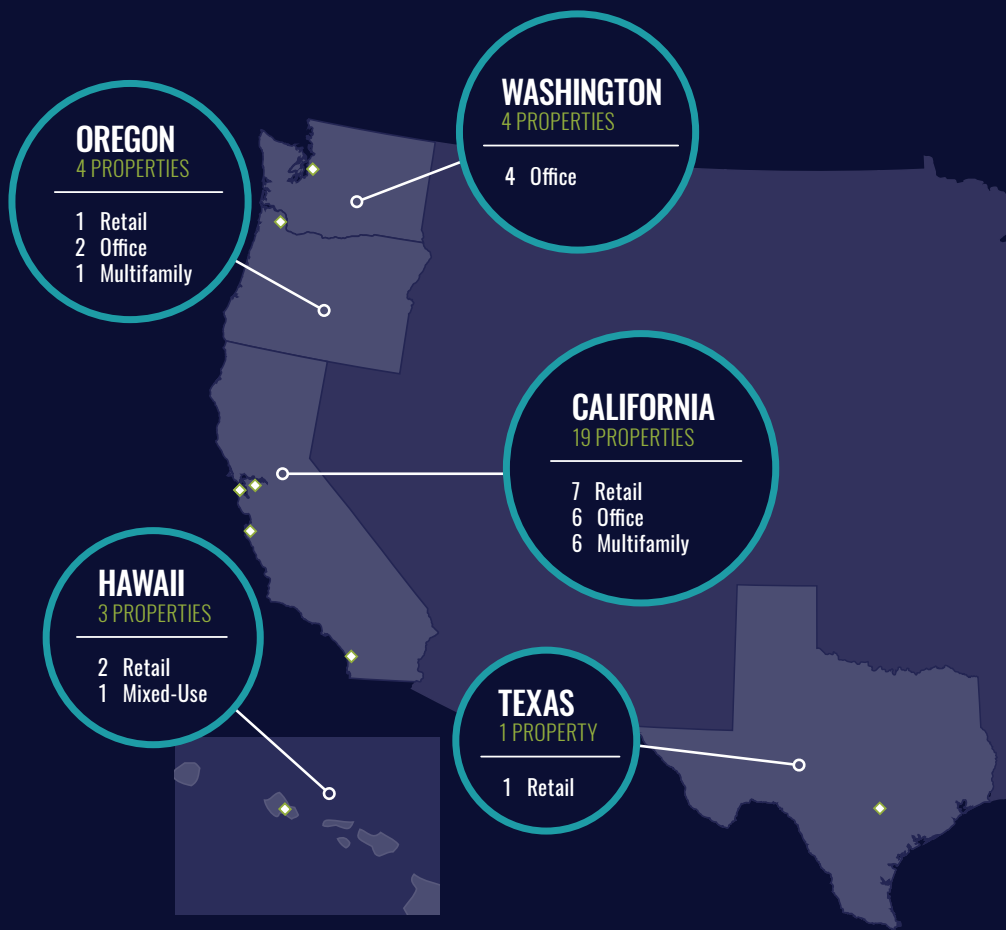 WASHINGTON
4 PROPERTIES
4 Office
OREGON
4 PROPERTIES
1 Retail
2 Office
1 Multifamily
CALIFORNIA
19 PROPERTIES
7 Retail
6 Office
6 Multifamily
HAWAII
3 PROPERTIES
2 Retail
1 Mixed-Use
TEXAS
1 PROPERTY
1 Retail